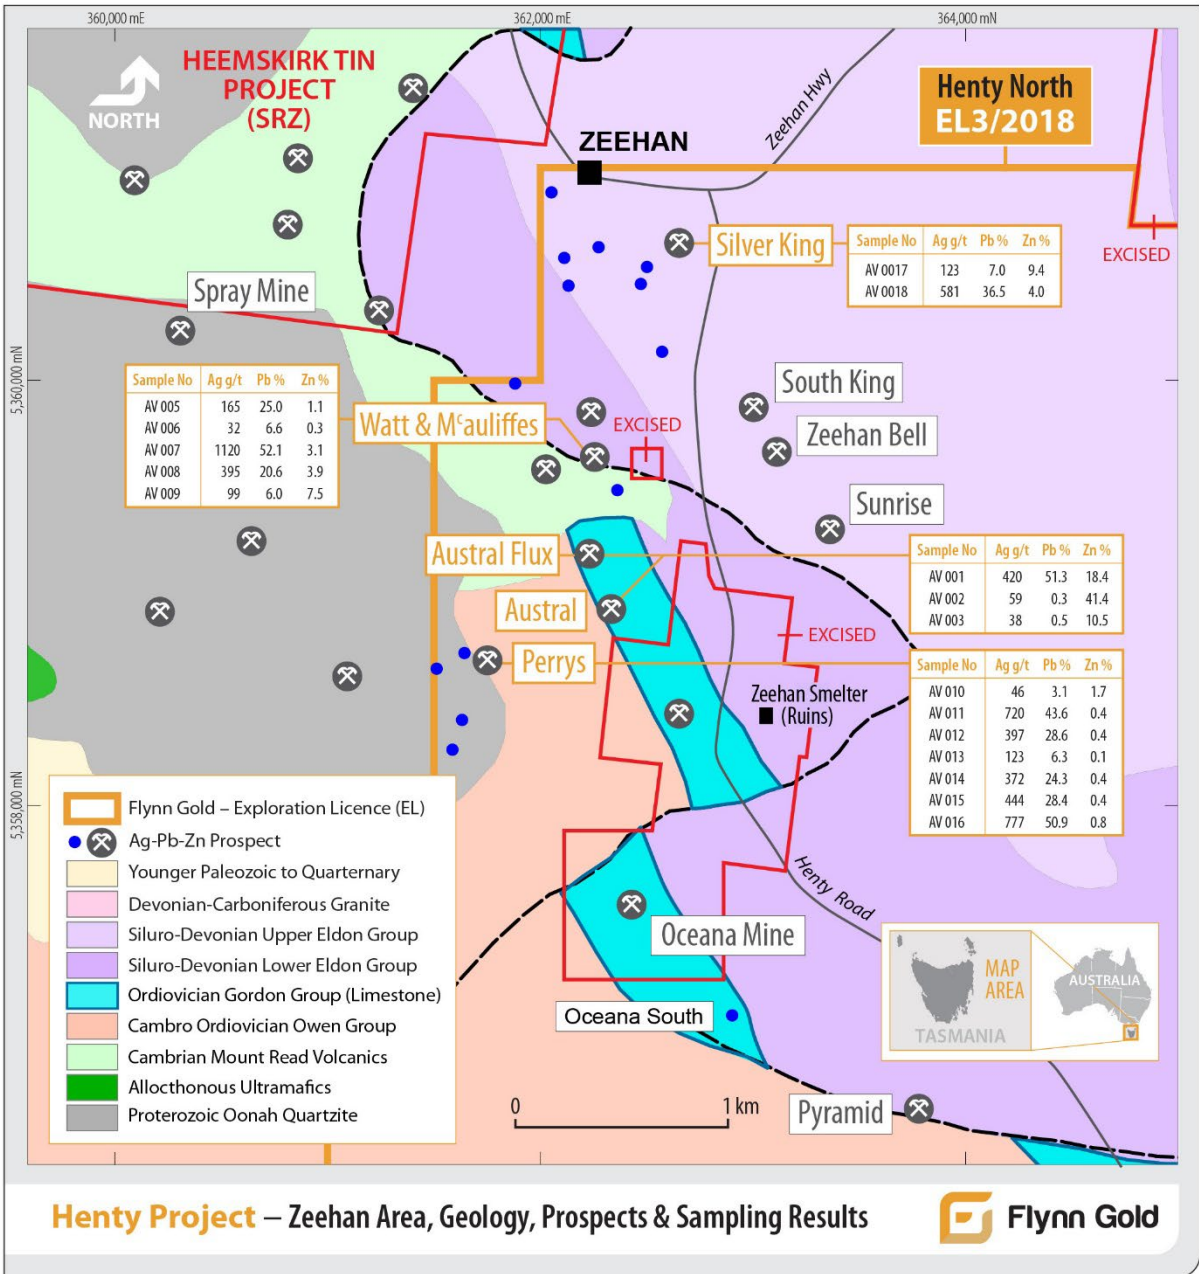 360,000 mE
362,000 mE
364,000 mN
5,360,000 mN
5,358,000 mN
NORTH
HEEMSKIRK TIN
PROJECT
(SRZ)
ZEEHAN
Zeehan Hwy
Henty North
EL3/2018
EXCISED
Silver King
Sample No Ag g/t Pb % Zn %
AV 0017 123 7.0 9.4
AV 0018 581 36.5 4.0
Spray Mine
Sample No Ag g/t Pb % Zn %
AV 005 165 25.0 1.1
AV 006 32 6.6 0.3
AV 007 1120 52.1 3.1
AV 008 395 20.6 3.9
AV 009 99 6.0 7.5
Watt & Mcauliffes
EXCISED
South King
Zeehan Bell
Sunrise
Austral Flux
Austral
Sample No Ag g/t Pb % Zn %
AV 001 420 51.3 18.4
AV 002 59 0.3 41.4
AV 003 38 0.5 10.5
EXCISED
Perrys
Sample No Ag g/t Pb % Zn %
AV 010 46 3.1 1.7
AV 011 720 43.6 0.4
AV 012 397 28.6 0.4
AV 013 123 6.3 0.1
AV 014 372 24.3 0.4
AV 015 444 28.4 0.4
AV 016 777 50.9 0.8
Zeehan Smelter
(Ruins)
Henty Road
Flynn Gold – Exploration Licence (EL)
Ag-Pb-Zn Prospect
Younger Paleozoic to Quarternary
Devonian-Carboniferous Granite
Siluro-Devonian Upper Eldon Group
Siluro-Devonian Lower Eldon Group
Ordiovician Gordon Group (Limestone)
Cambro Ordiovician Owen Group
Cambrian Mount Read Volcanics
Allocthonous Ultramafics
Proterozoic Oonah Quartzite
Oceana Mine
Oceana South
Pyramid
0 1 km
MAP
AREA
TASMANIA
AUSTRALIA
Henty Project – Zeehan Area, Geology, Prospects & Sampling Results
Flynn Gold